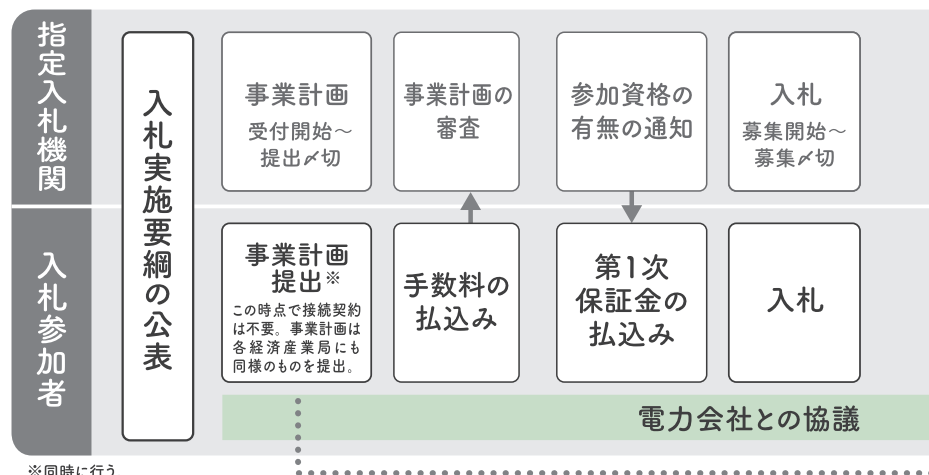 指定入札機関
入札参加者
入札実施要綱の公表
事業計画
受付開始〜
提出〆切
事業計画の
審査
参加資格の
有無の通知
入札
募集開始〜
募集〆切
事業計画
提出※
この時点で接続契約
は不要。事業計画は
各経済産業局にも
同様のものを提出。
手数料の
払込み
第1次
保証金の
払込み
入札
電力会社との協議
※同時に行う